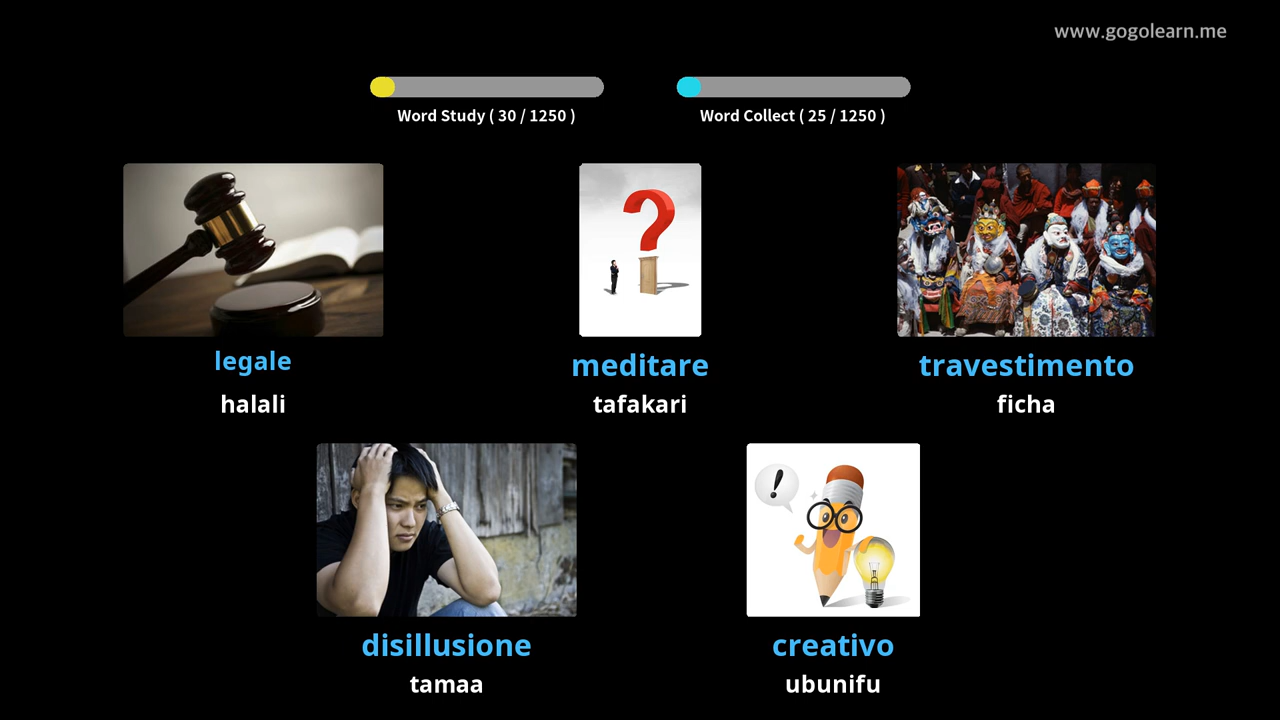 www.gogolearn.me
Word Study ( 30 / 1250 )
Word Collect ( 25 / 1250 )
legale
halali
meditare
tafakari
travestimento
ficha
disillusione
tamaa
creativo
ubunifu